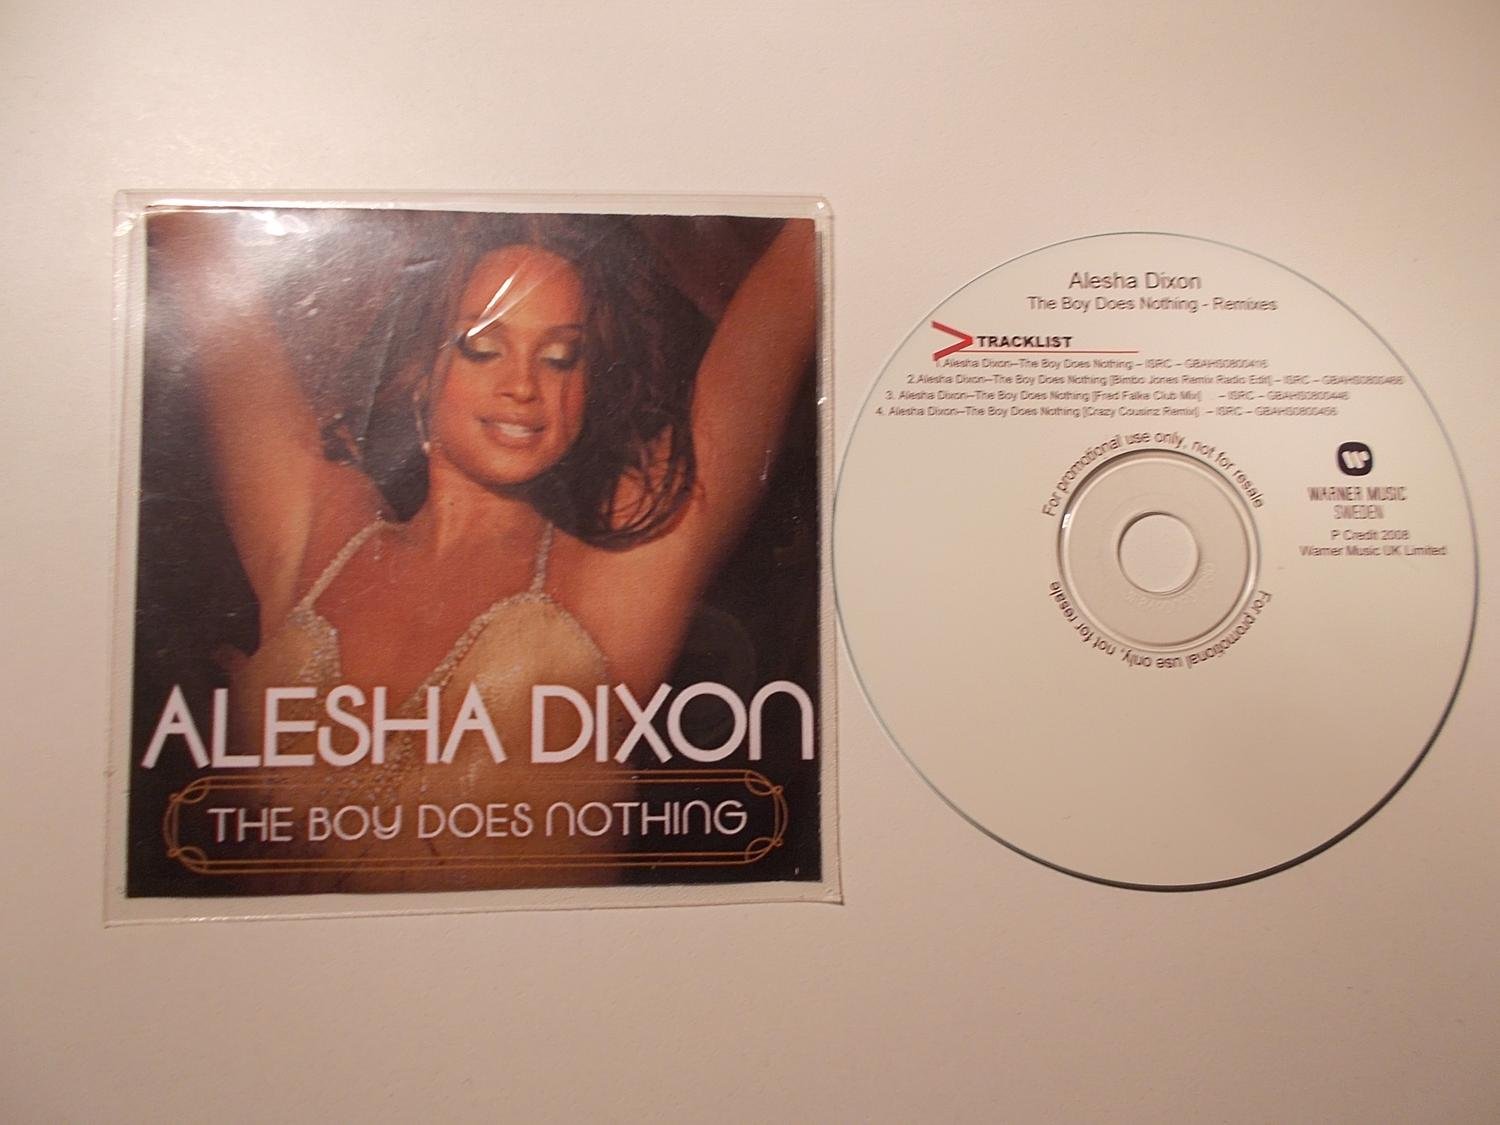 ALESHA DIXON
THE BOY DOES NOTHING
Alesha Dixon
The Boy Does Nothing - Remixes
TRACKLIST
1.Alesha Dixon–The Boy Does Nothing – ISRC – GBAHS0800416
2.Alesha Dixon–The Boy Does Nothing [Bimbo Jones Remix Radio Edit] – ISRC –
3. Alesha Dixon–The Boy Does Nothing [Fred Falke Club Mix] – ISRC –
4. Alesha Dixon–The Boy Does Nothing [Crazy Cousinz Remix] – ISRC –
For promotional use only, not for resale
WARNER MUSIC
SWEDEN
P Credit 2008
Warner Music UK Limited
For promotional use only, not for resale